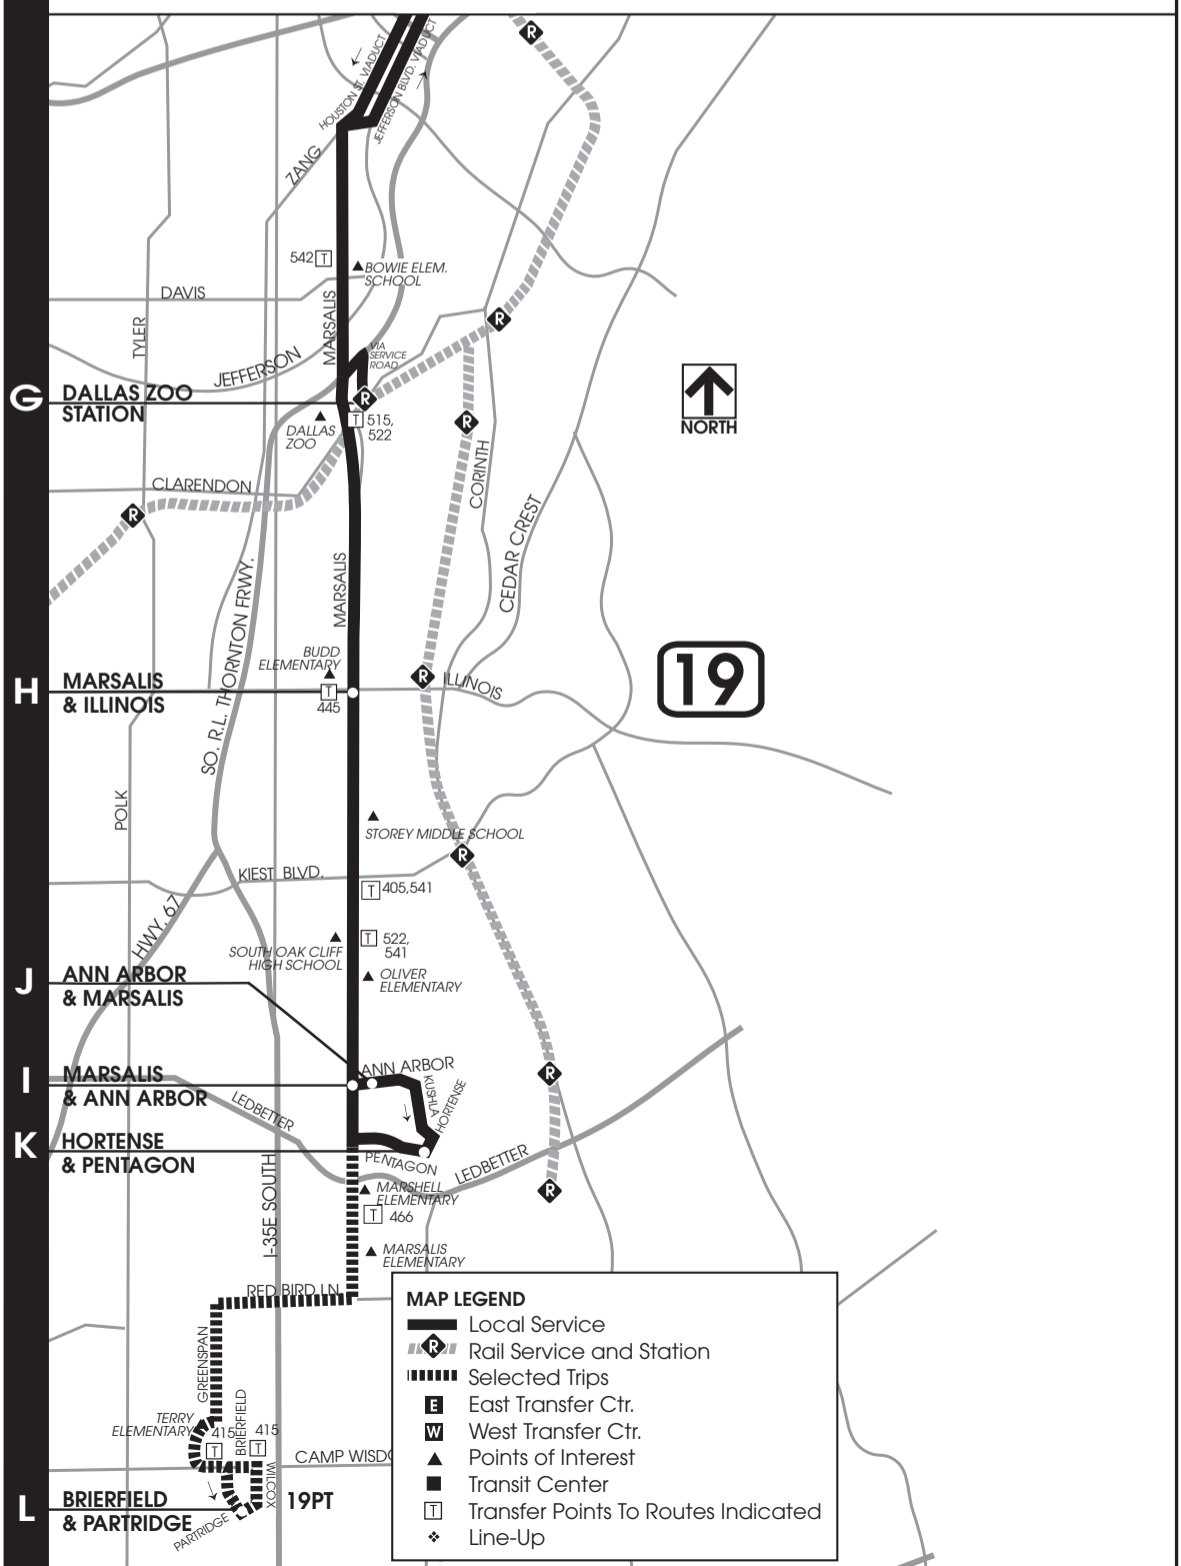 HOUSTON ST. VIADUCT
JEFFERSON BLVD. VIADUCT
R
ZANG
542 T
BOWIE ELEM.
SCHOOL
DAVIS
TYLER
MARSALIS
JEFFERSON
VIA
SERVICE
ROAD
R
G
DALLAS ZOO
STATION
R
T 515,
522
DALLAS
ZOO
R
NORTH
CORINTH
CLARENDON
R
CEDAR CREST
MARSALIS
SO. R.L. THORNTON FRWY.
BUDD
ELEMENTARY
H
MARSALIS
& ILLINOIS
T
445
R
ILLINOIS
19
POLK
STOREY MIDDLE SCHOOL
R
KIEST BLVD.
T 405,541
HWY. 67
T 522,
541
SOUTH OAK CLIFF
HIGH SCHOOL
OLIVER
ELEMENTARY
J
ANN ARBOR
& MARSALIS
I
MARSALIS
& ANN ARBOR
ANN ARBOR
KUSHLA
HORTENSE
R
LEDBETTER
K
HORTENSE
& PENTAGON
PENTAGON
LEDBETTER
R
I-35E SOUTH
MARSHELL
ELEMENTARY
T 466
MARSALIS
ELEMENTARY
RED BIRD LN.
GREENSPAN
BRIERFIELD
TERRY
ELEMENTARY
415
T
415
T
CAMP WISDO
WILCOX
L
BRIERFIELD
& PARTRIDGE
PARTRIDGE
19PT
MAP LEGEND
Local Service
R Rail Service and Station
Selected Trips
E East Transfer Ctr.
W West Transfer Ctr.
Points of Interest
Transit Center
T Transfer Points To Routes Indicated
Line-Up